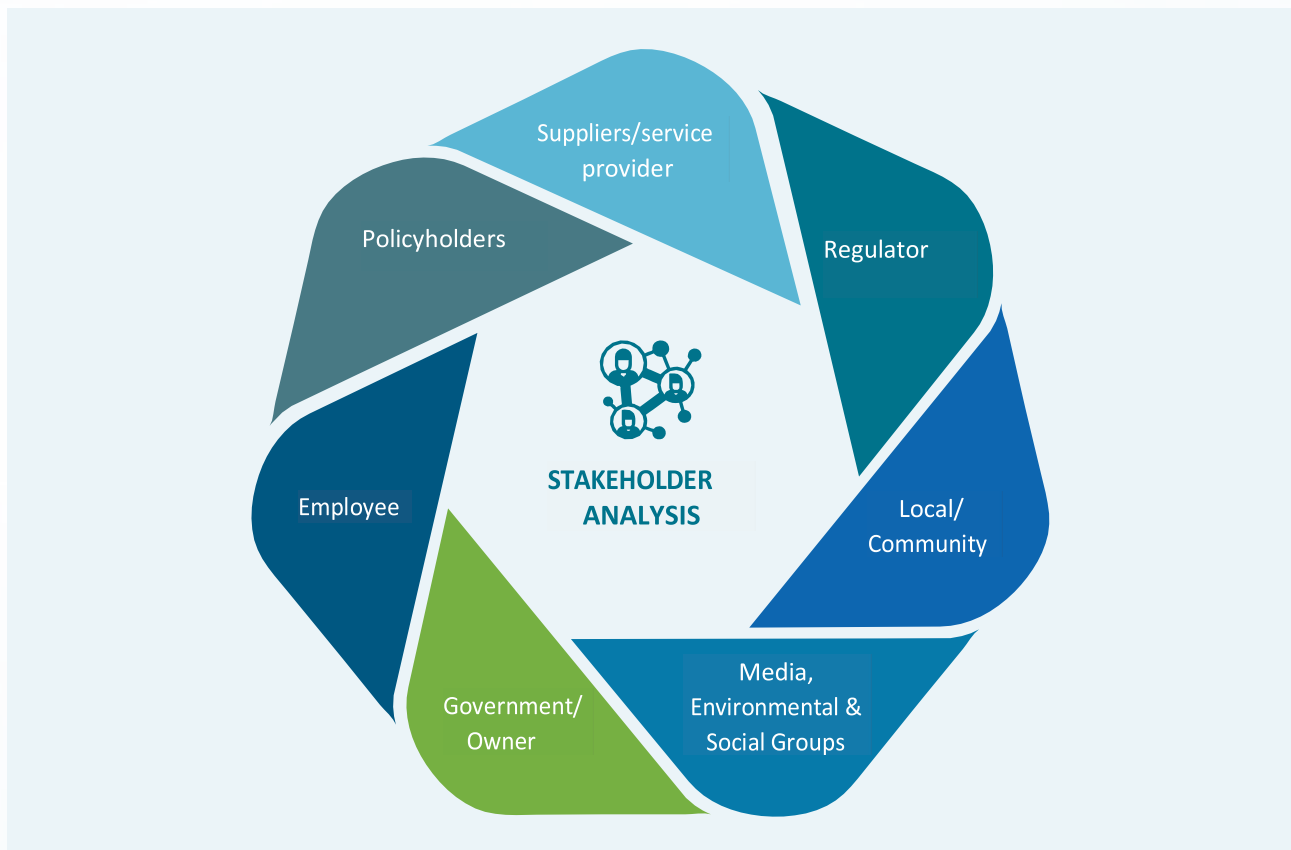 Suppliers/service
provider
Regulator
Policyholders
Local/
Community
Employee
STAKEHOLDER
ANALYSIS
Media,
Environmental &
Social Groups
Government/
Owner